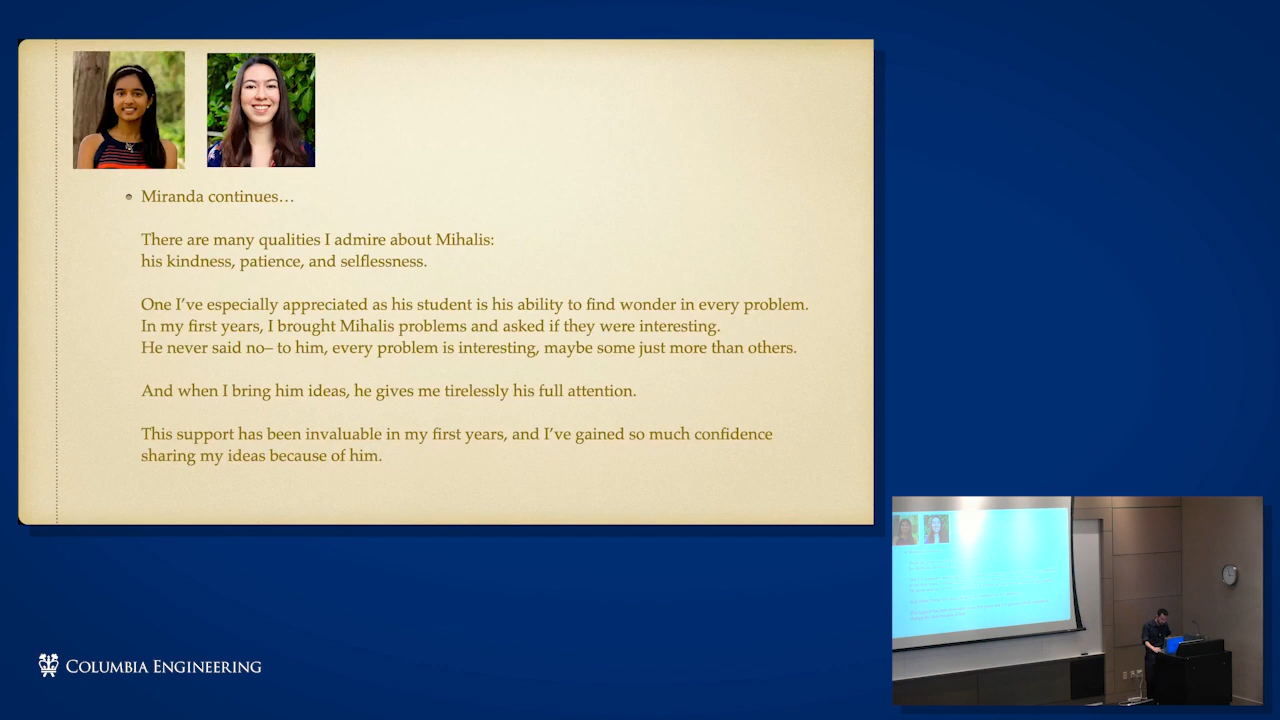 Miranda continues…
There are many qualities I admire about Mihalis:
his kindness, patience, and selflessness.
One I've especially appreciated as his student is his ability to find wonder in every problem.
In my first years, I brought Mihalis problems and asked if they were interesting.
He never said no– to him, every problem is interesting, maybe some just more than others.
And when I bring him ideas, he gives me tirelessly his full attention.
This support has been invaluable in my first years, and I've gained so much confidence
sharing my ideas because of him.
COLUMBIA ENGINEERING